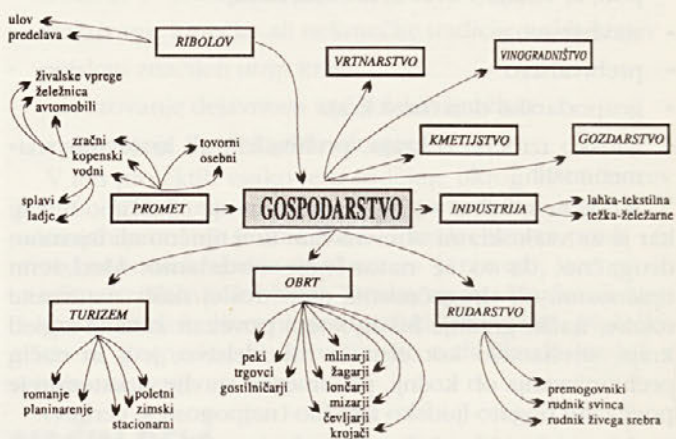 ulov
predelava
RIBOLOV
VRTNARSTVO
VINOGRADNIŠTVO
živalske vprege
železnica
avtomobili
KMETIJSTVO
GOZDARSTVO
zračni
kopenski
vodni
tovorni
osebni
splavi
ladje
PROMET
GOSPODARSTVO
INDUSTRIJA
lahka-tekstilna
težka-železarne
TURIZEM
OBRT
RUDARSTVO
romanje
planinarenje
poletni
zimski
stacionarni
peki
trgovci
gostilničarji
mlinarji
žagarji
lončarji
mizarji
čevljarji
krojači
premogovniki
rudnik svinca
rudnik živega srebra